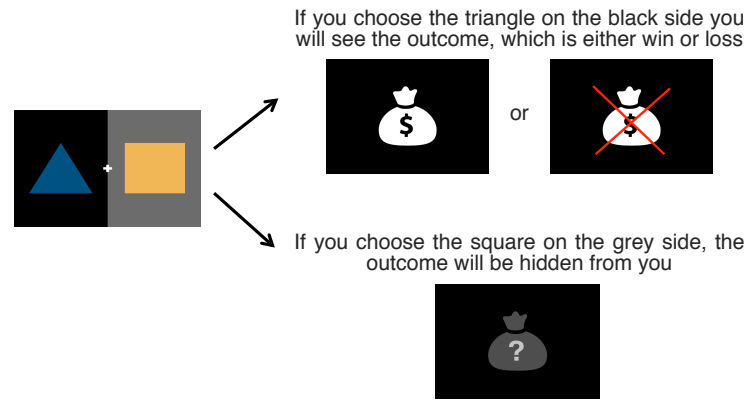 If you choose the triangle on the black side you
will see the outcome, which is either win or loss
$
or
$
If you choose the square on the grey side, the
outcome will be hidden from you
?